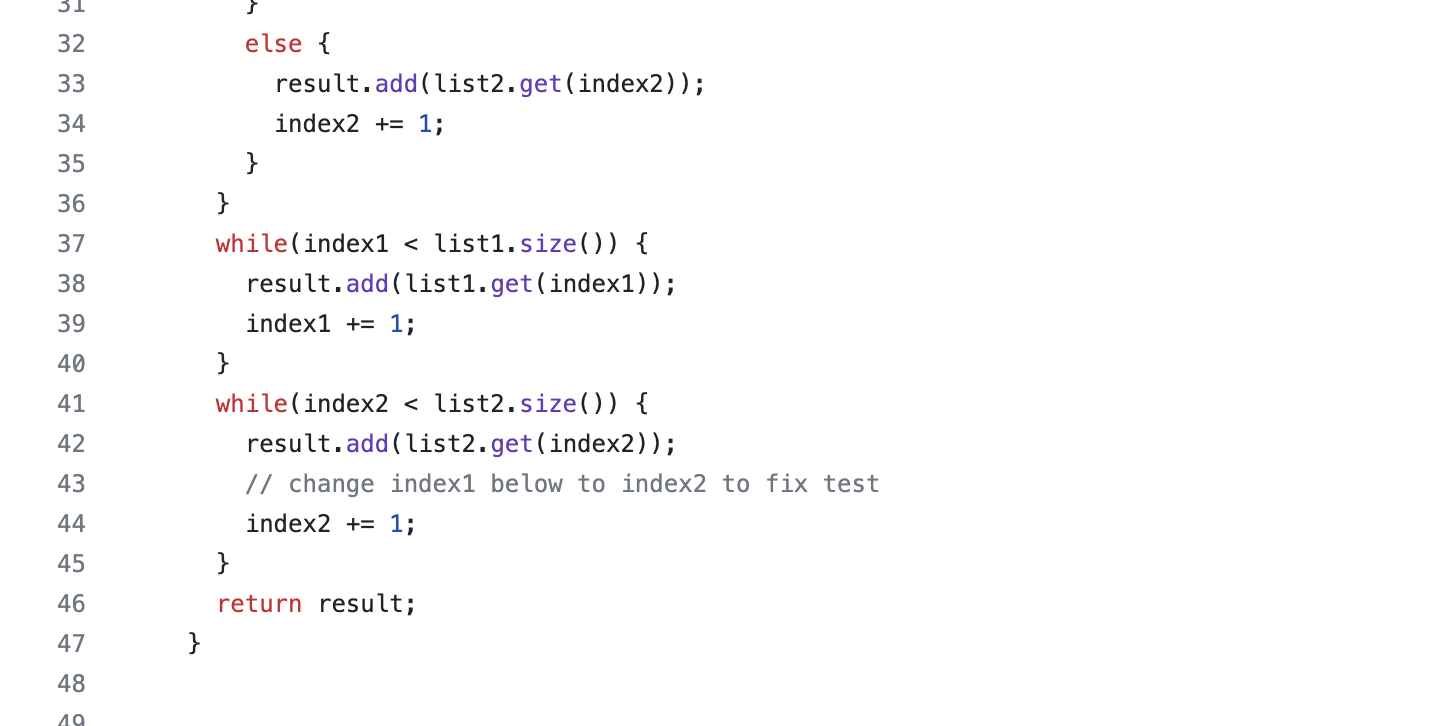 31 }
32 else {
33 result.add(list2.get(index2));
34 index2 += 1;
35 }
36 }
37 while(index1 < list1.size()) {
38 result.add(list1.get(index1));
39 index1 += 1;
40 }
41 while(index2 < list2.size()) {
42 result.add(list2.get(index2));
43 // change index1 below to index2 to fix test
44 index2 += 1;
45 }
46 return result;
47 }
48
49